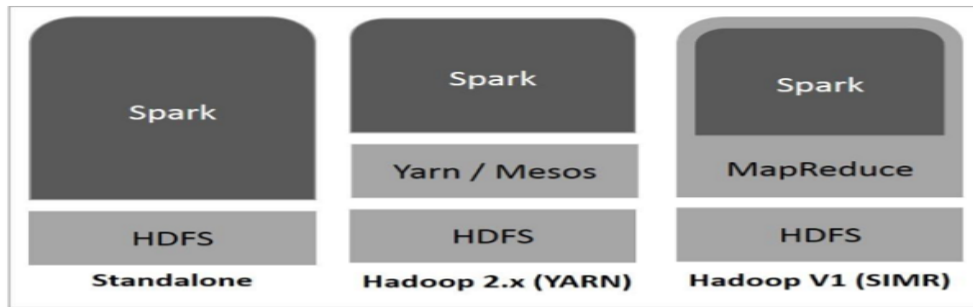 Spark
HDFS
Standalone
Spark
Yarn / Mesos
HDFS
Hadoop 2.x (YARN)
Spark
MapReduce
HDFS
Hadoop V1 (SIMR)